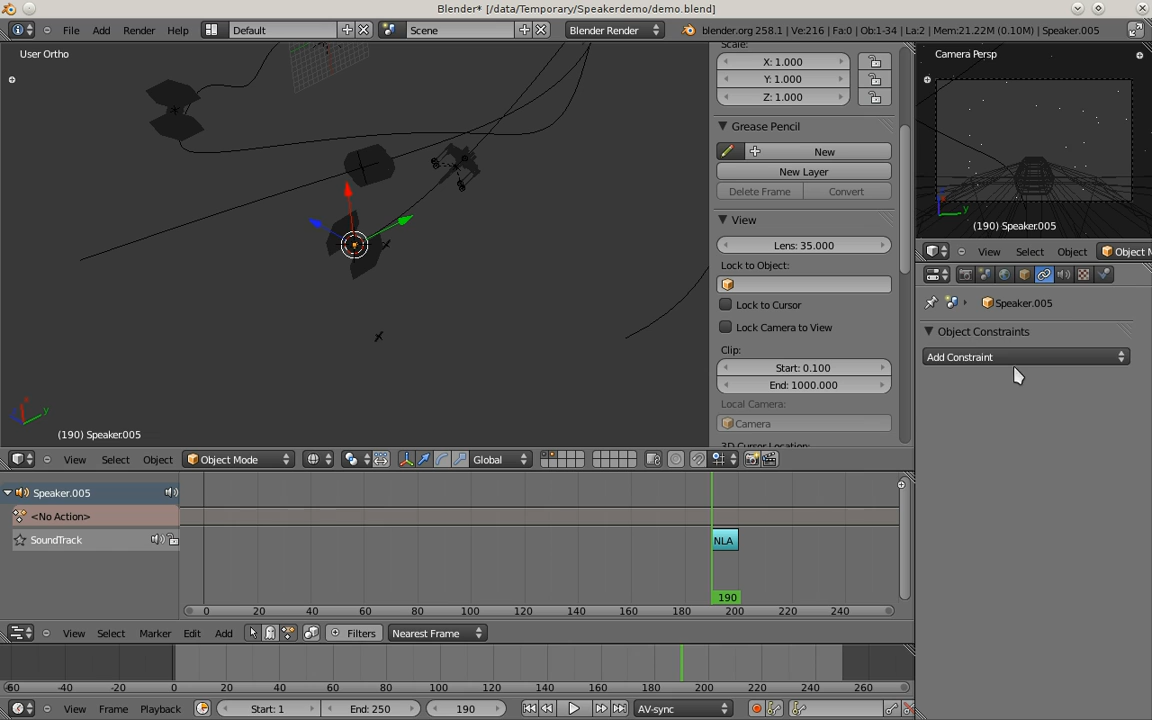 Blender* [/data/Temporary/Speakerdemo/demo.blend]
File Add Render Help Default Scene Blender Render blender.org 258.1 | Ve:216 | Fa:0 | Ob:1-34 | La:2 | Mem:21.22M (0.10M) | Speaker.005
User Ortho
(190) Speaker.005
Scale:
X: 1.000
Y: 1.000
Z: 1.000
Grease Pencil
New
New Layer
Delete Frame Convert
View
Lens: 35.000
Lock to Object:
Lock to Cursor
Lock Camera to View
Clip:
Start: 0.100
End: 1000.000
Local Camera:
Camera
3D Cursor Location:
View Select Object Object Mode Global
Camera Persp
y
(190) Speaker.005
View Select Object Object M
Speaker.005
Object Constraints
Add Constraint
y
Speaker.005
<No Action>
SoundTrack
NLA
190
0 20 40 60 80 100 120 140 160 180 200 220 240
View Select Marker Edit Add Filters Nearest Frame
-60 -40 -20 0 20 40 60 80 100 120 140 160 180 200 220 240 260
View Frame Playback Start: 1 End: 250 190 AV-sync